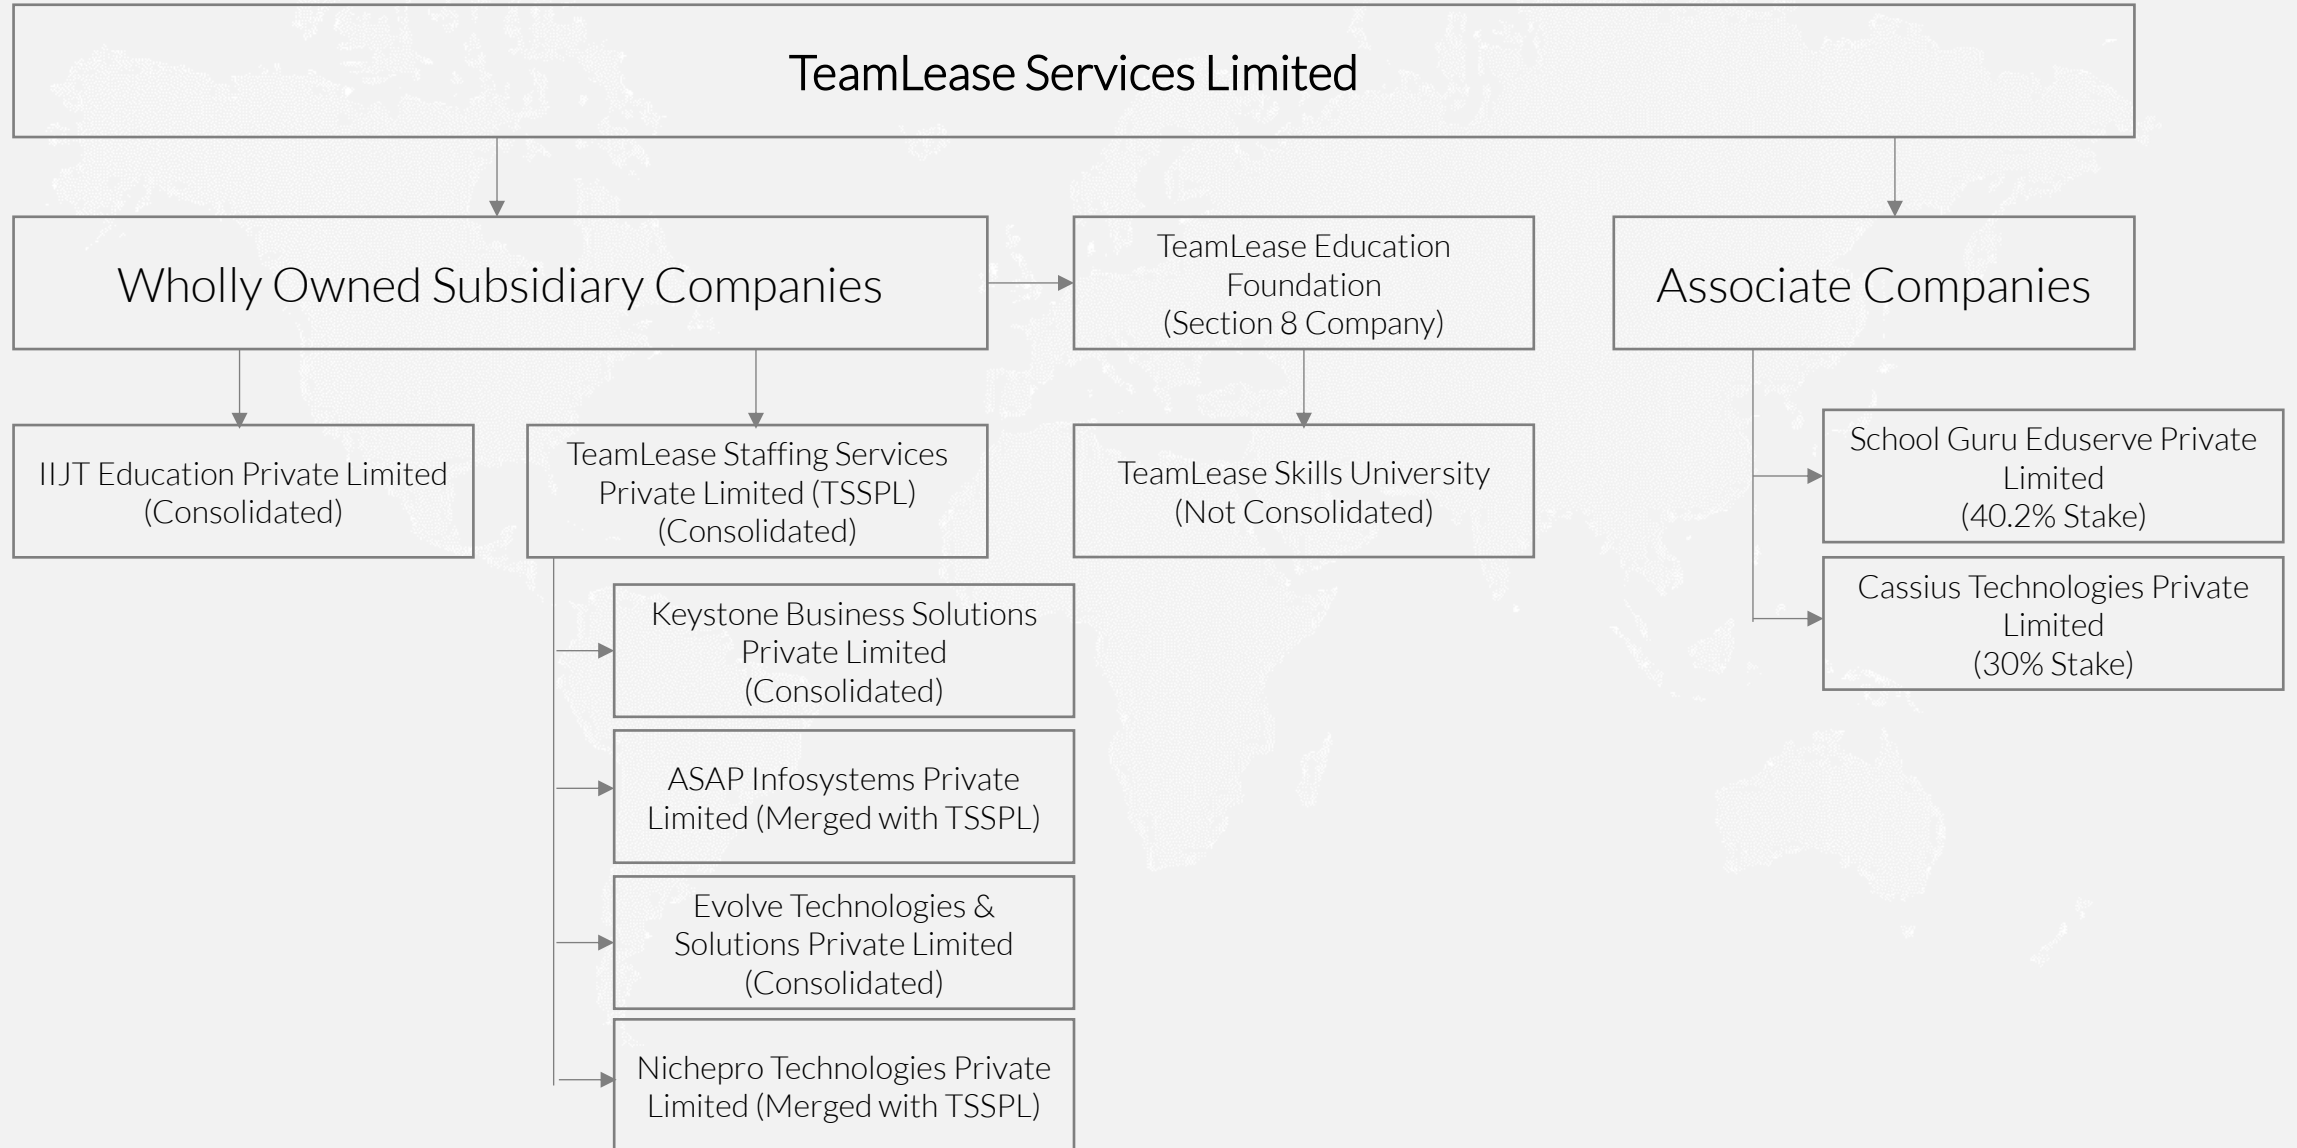 TeamLease Services Limited
Wholly Owned Subsidiary Companies
TeamLease Education
Foundation
(Section 8 Company)
Associate Companies
IIJT Education Private Limited
(Consolidated)
TeamLease Staffing Services
Private Limited (TSSPL)
(Consolidated)
TeamLease Skills University
(Not Consolidated)
School Guru Eduserve Private
Limited
(40.2% Stake)
Cassius Technologies Private
Limited
(30% Stake)
Keystone Business Solutions
Private Limited
(Consolidated)
ASAP Infosystems Private
Limited (Merged with TSSPL)
Evolve Technologies &
Solutions Private Limited
(Consolidated)
Nichepro Technologies Private
Limited (Merged with TSSPL)